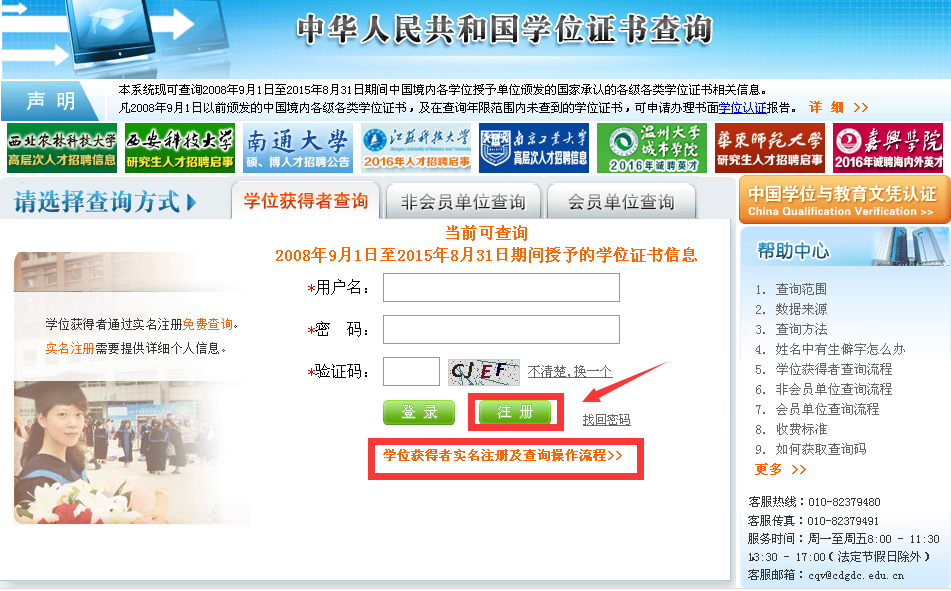 中华人民共和国学位证书查询
声 明
本系统现可查询2008年9月1日至2015年8月31日期间中国境内各学位授予单位颁发的国家承认的各级各类学位证书相关信息。
凡2008年9月1日以前颁发的中国境内各级各类学位证书，及在查询年限范围内未查到的学位证书，可申请办理书面学位认证报告。 详 细 >>
西北农林科技大学 西安科技大学 南通大学 江苏科技大学 南京工业大学 温州大学 华东师范大学 嘉兴学院
城市学院
高层次人才招聘信息 研究生人才招聘启事 硕、博人才招聘公告 2016年人才招聘启事 高层次人才招聘信息 2016年诚聘英才 研究生人才招聘启事 2016年诚聘海内外英才
请选择查询方式
学位获得者查询 非会员单位查询 会员单位查询
中国学位与教育文凭认证
China Qualification Verification >>
当前可查询
2008年9月1日至2015年8月31日期间授予的学位证书信息
学位获得者通过实名注册免费查询。
实名注册需要提供详细个人信息。
*用户名：
*密 码：
*验证码：
CJEF
不清楚,换一个
登 录 注 册 找回密码
学位获得者实名注册及查询操作流程>>
帮助中心
1. 查询范围
2. 数据来源
3. 查询方法
4. 姓名中有生僻字怎么办
5. 学位获得者查询流程
6. 非会员单位查询流程
7. 会员单位查询流程
8. 收费标准
9. 如何获取查询码
更多 >>
客服热线：010-82379480
客服传真：010-82379491
服务时间：周一至周五8:00 - 11:30
13:30 - 17:00（法定节假日除外）
客服邮箱：cqv@cdgdc.edu.cn